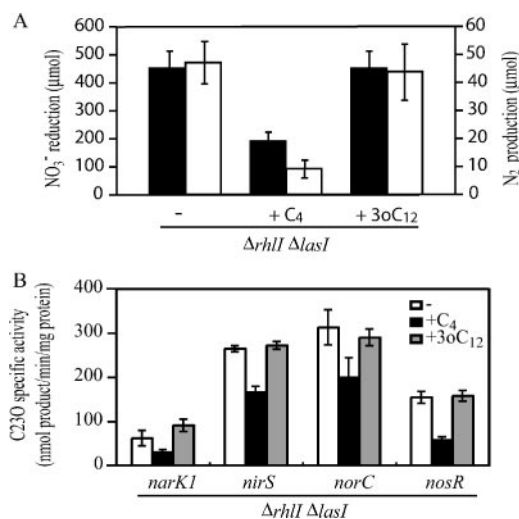 A
NO₃⁻ reduction (µmol)
600
500
400
300
200
100
0
60
50
40
30
20
10
0
N₂ production (µmol)
- + C₄ + 3oC₁₂
ΔrhlI ΔlasI
B
C23O specific activity
(nmol product/min/mg protein)
400
300
200
100
0
-
+C₄
+3oC₁₂
narK1 nirS norC nosR
ΔrhlI ΔlasI